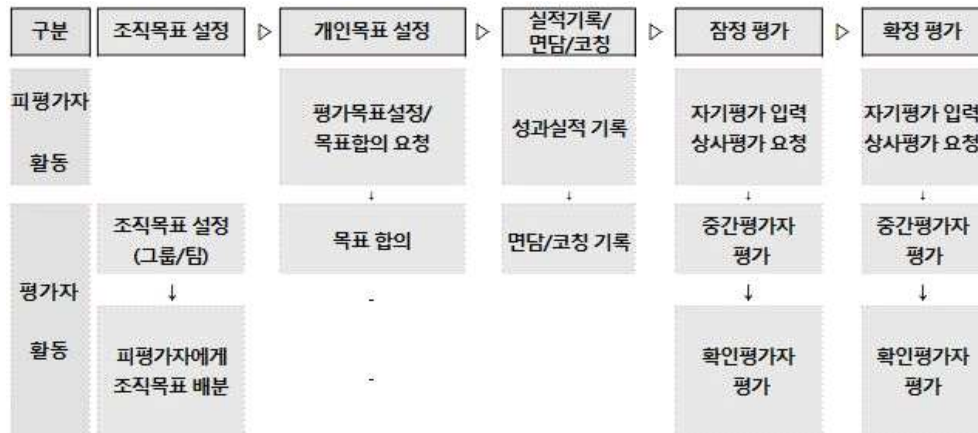 구분
조직목표 설정
▷
개인목표 설정
▷
실적기록/
면담/코칭
▷
잠정 평가
▷
확정 평가
피평가자
활동
평가목표설정/
목표합의 요청
성과실적 기록
자기평가 입력
상사평가 요청
자기평가 입력
상사평가 요청
↓
↓
↓
↓
평가자
활동
조직목표 설정
(그룹/팀)
목표 합의
면담/코칭 기록
중간평가자
평가
중간평가자
평가
↓
-
↓
↓
피평가자에게
조직목표 배분
-
확인평가자
평가
확인평가자
평가